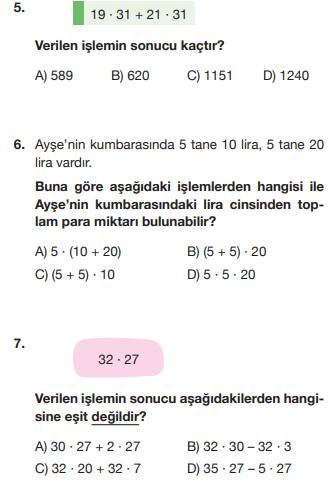 5.
19 · 31 + 21 · 31
Verilen işlemin sonucu kaçtır?
A) 589 B) 620 C) 1151 D) 1240
6. Ayşe’nin kumbarasında 5 tane 10 lira, 5 tane 20
lira vardır.
Buna göre aşağıdaki işlemlerden hangisi ile
Ayşe’nin kumbarasındaki lira cinsinden top-
lam para miktarı bulunabilir?
A) 5 · (10 + 20) B) (5 + 5) · 20
C) (5 + 5) · 10 D) 5 · 5 · 20
7.
32 · 27
Verilen işlemin sonucu aşağıdakilerden hangi-
sine eşit değildir?
A) 30 · 27 + 2 · 27 B) 32 · 30 – 32 · 3
C) 32 · 20 + 32 · 7 D) 35 · 27 – 5 · 27